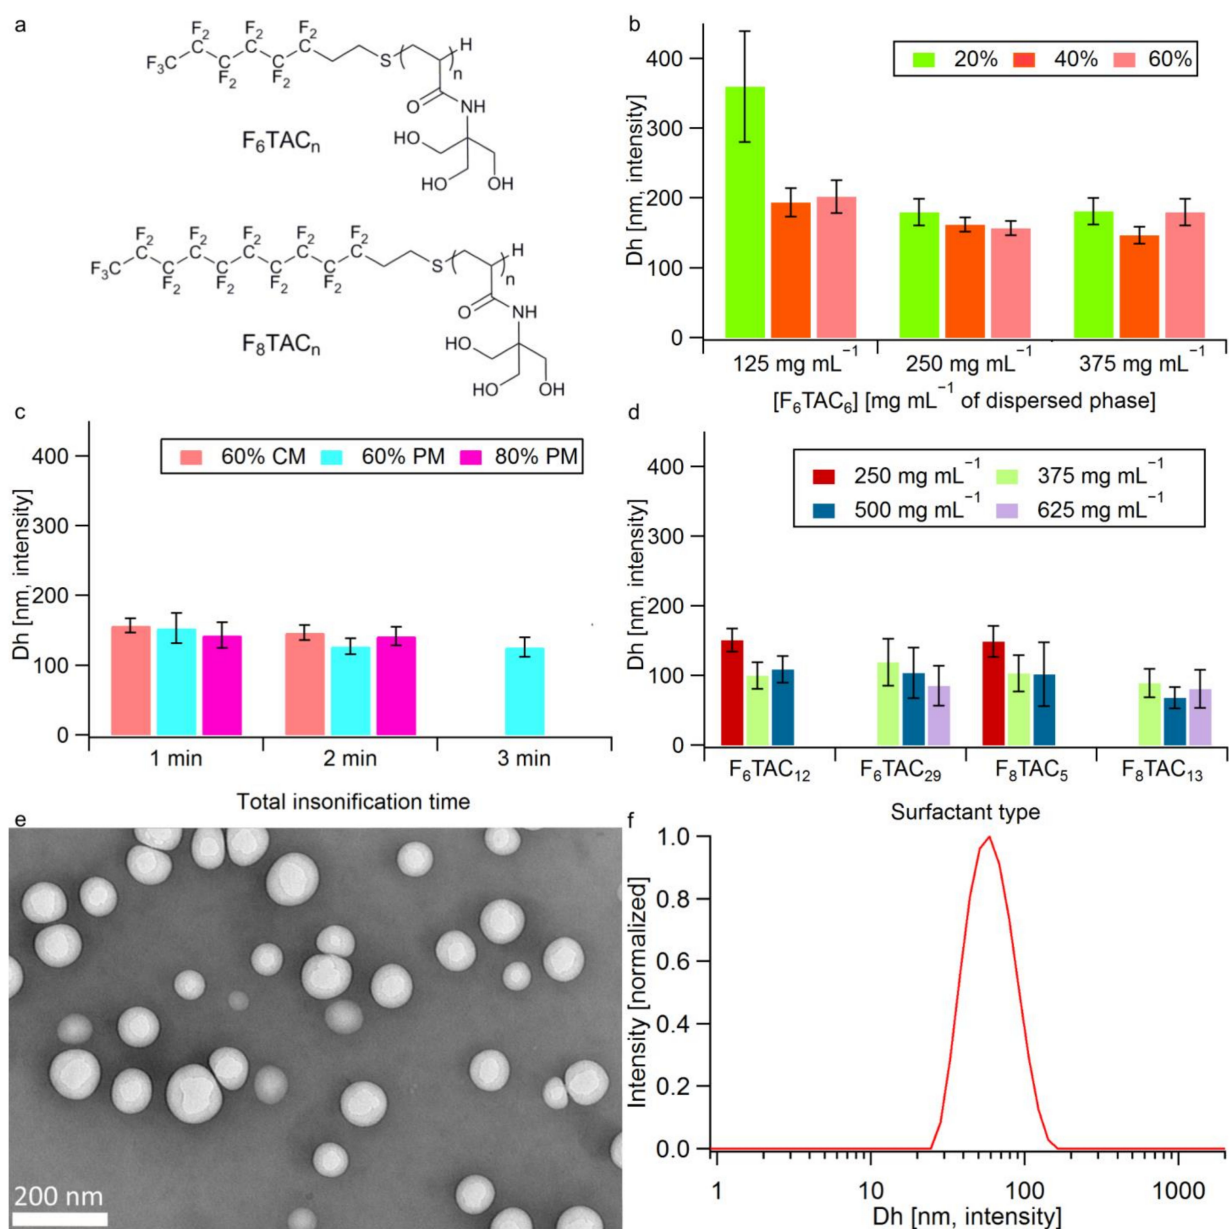 a
F₂ F₂ F₂
C C C
F₃C C C S ( )ₙ H
F₂ F₂
O NH
HO
HO OH
F₆TACₙ
F₂ F₂ F₂ F₂ F₂
C C C C C
F₃C C C C C S ( )ₙ H
F₂ F₂ F₂ F₂
O NH
HO
HO OH
F₈TACₙ
b
20% 40% 60%
Dh [nm, intensity]
400
300
200
100
0
125 mg mL⁻¹ 250 mg mL⁻¹ 375 mg mL⁻¹
[F₆TAC₆] [mg mL⁻¹ of dispersed phase]
c
60% CM 60% PM 80% PM
Dh [nm, intensity]
400
300
200
100
0
1 min 2 min 3 min
Total insonification time
d
250 mg mL⁻¹ 375 mg mL⁻¹
500 mg mL⁻¹ 625 mg mL⁻¹
Dh [nm, intensity]
400
300
200
100
0
F₆TAC₁₂ F₆TAC₂₉ F₈TAC₅ F₈TAC₁₃
Surfactant type
e
200 nm
f
Intensity [normalized]
1.0
0.8
0.6
0.4
0.2
0.0
1 10 100 1000
Dh [nm, intensity]